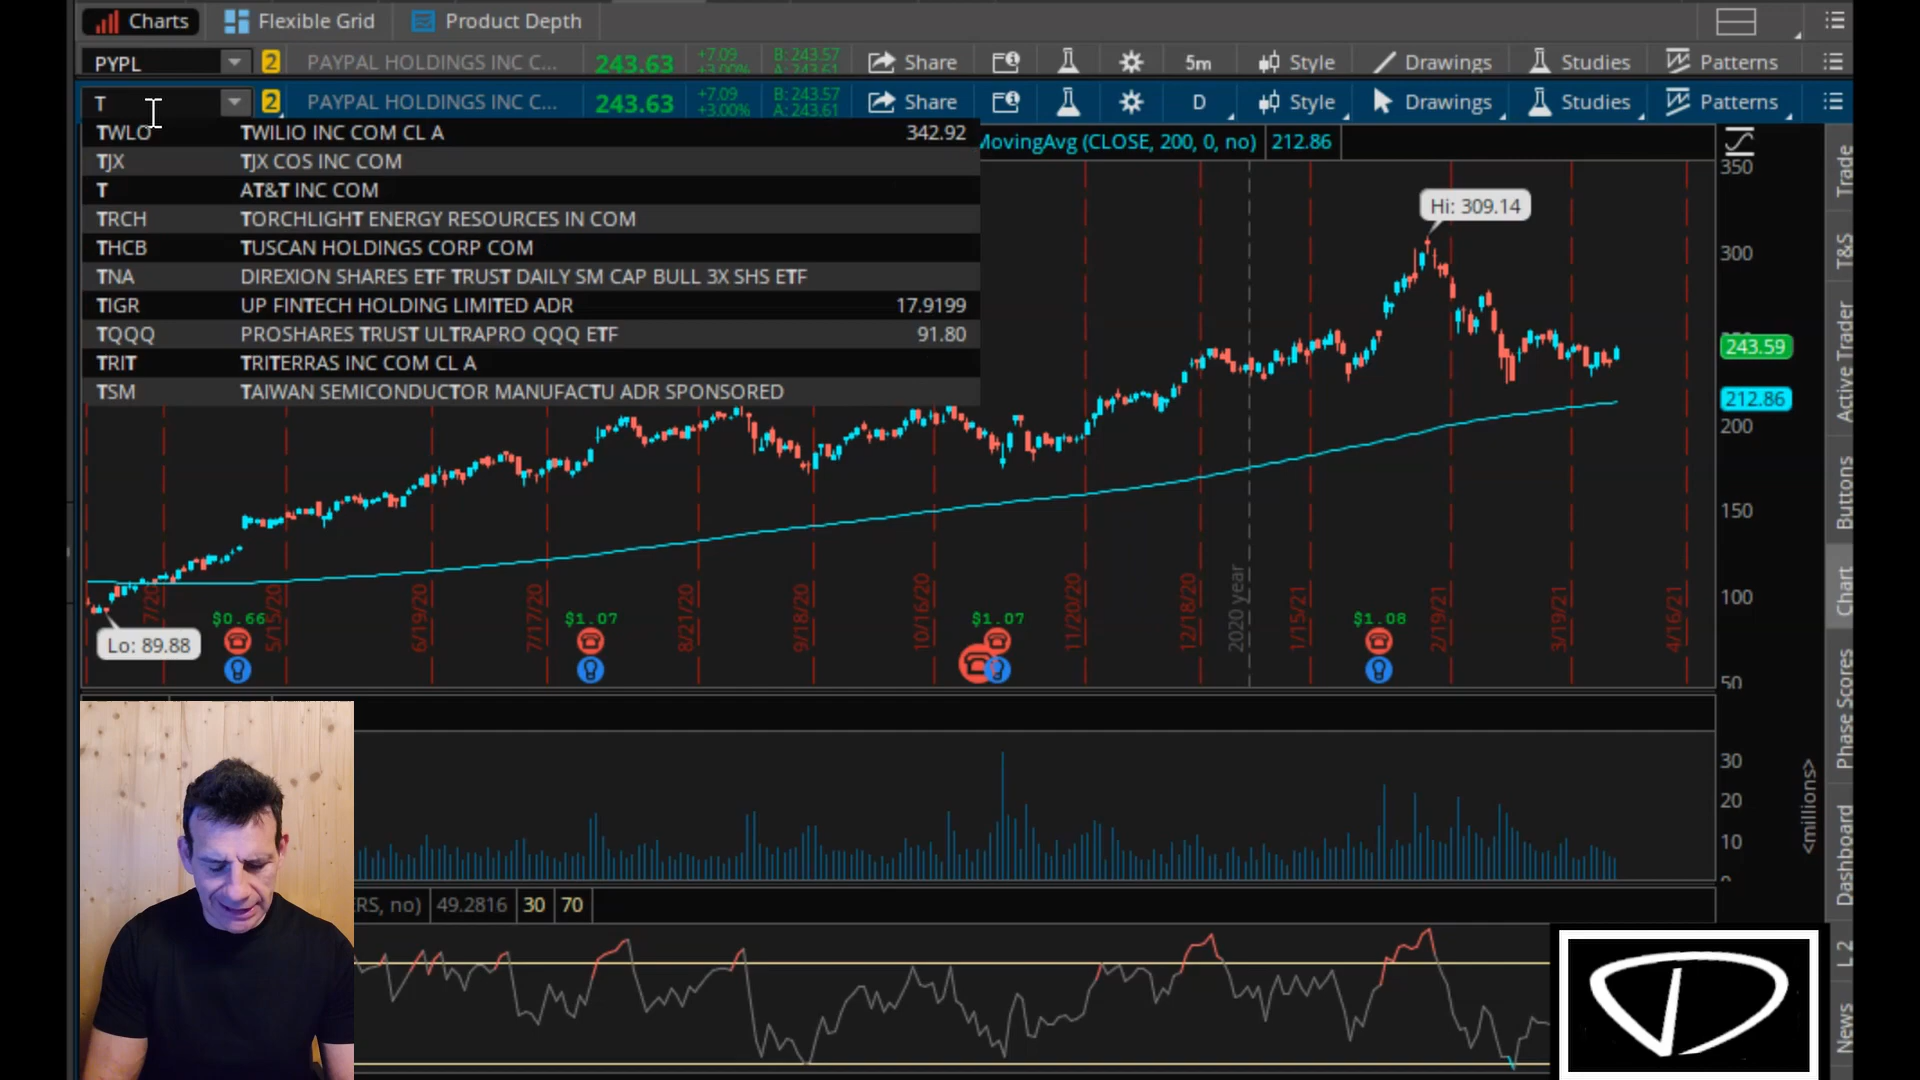 Charts Flexible Grid Product Depth
PYPL 2 PAYPAL HOLDINGS INC C... 243.63 +7.09 +3.00% B: 243.57 A: 243.61 Share 5m Style Drawings Studies Patterns
T 2 PAYPAL HOLDINGS INC C... 243.63 +7.09 +3.00% B: 243.57 A: 243.61 Share D Style Drawings Studies Patterns
TWLO TWILIO INC COM CL A 342.92
MovingAvg (CLOSE, 200, 0, no) 212.86
TJX TJX COS INC COM
T AT&T INC COM
TRCH TORCHLIGHT ENERGY RESOURCES IN COM
THCB TUSCAN HOLDINGS CORP COM
TNA DIREXION SHARES ETF TRUST DAILY SM CAP BULL 3X SHS ETF
TIGR UP FINTECH HOLDING LIMITED ADR 17.9199
TQQQ PROSHARES TRUST ULTRAPRO QQQ ETF 91.80
TRIT TRITERRAS INC COM CL A
TSM TAIWAN SEMICONDUCTOR MANUFACTU ADR SPONSORED
350
Hi: 309.14
300
243.59
212.86
200
150
100
50
7/20 5/15/20 6/19/20 7/17/20 8/21/20 9/18/20 10/16/20 11/20/20 12/18/20 2020 year 1/15/21 2/19/21 3/19/21 4/16/21
$0.66 $1.07 $1.07 $1.08
Lo: 89.88
30
20
10
<millions>
RS, no) 49.2816 30 70
Trade
T&S
Active Trader
Buttons
Chart
Phase Scores
Dashboard
L 2
News